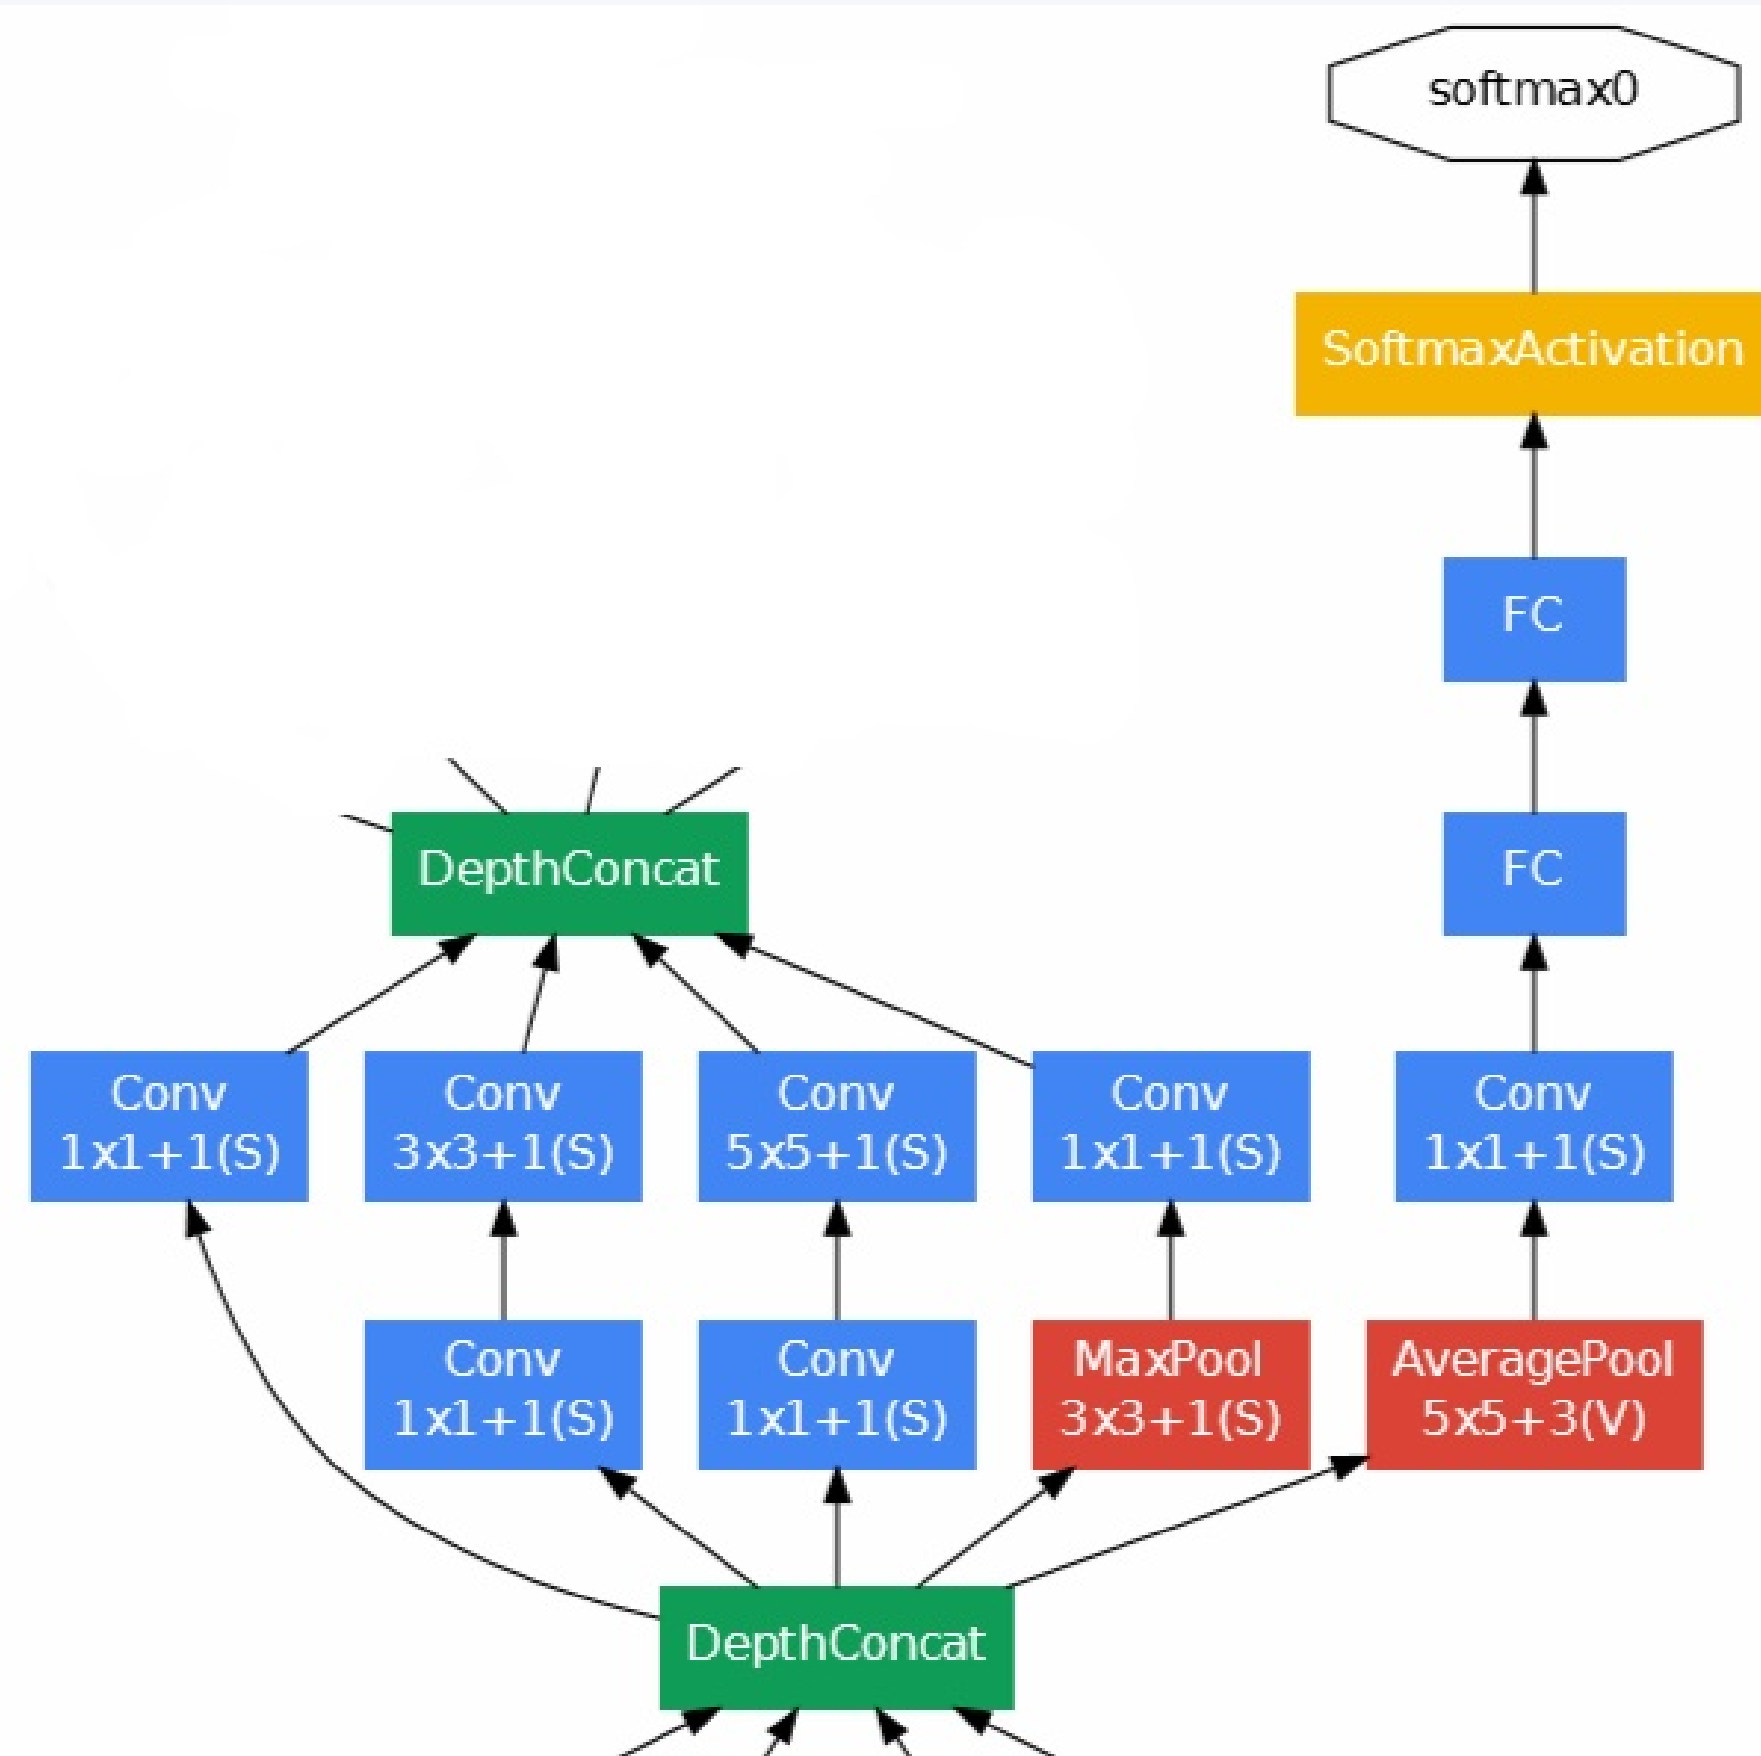 softmax0
SoftmaxActivation
FC
DepthConcat
FC
Conv
1x1+1(S)
Conv
3x3+1(S)
Conv
5x5+1(S)
Conv
1x1+1(S)
Conv
1x1+1(S)
Conv
1x1+1(S)
Conv
1x1+1(S)
MaxPool
3x3+1(S)
AveragePool
5x5+3(V)
DepthConcat